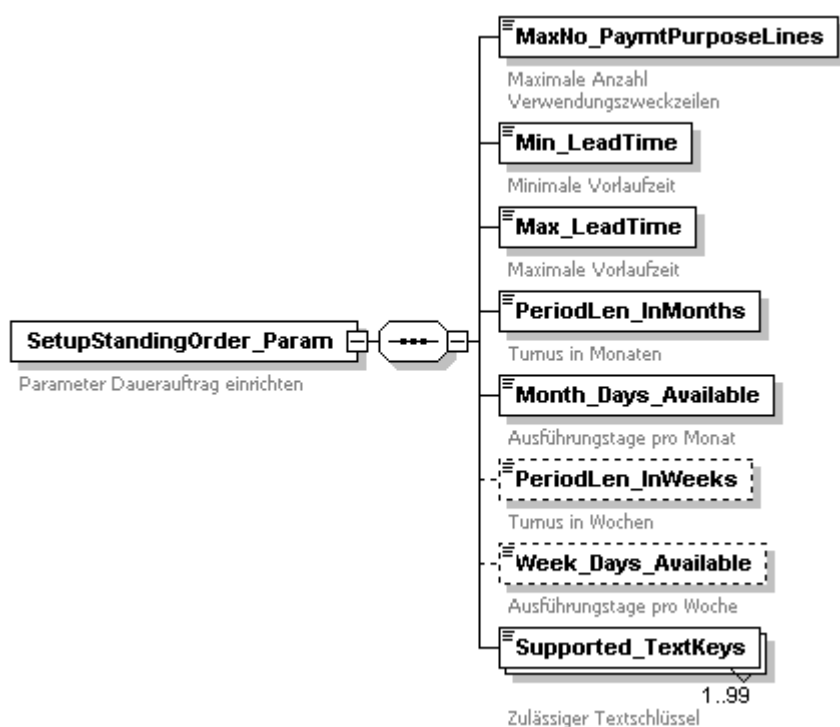 MaxNo_PaymtPurposeLines
Maximale Anzahl
Verwendungszweckzeilen
Min_LeadTime
Minimale Vorlaufzeit
Max_LeadTime
Maximale Vorlaufzeit
PeriodLen_InMonths
Turnus in Monaten
SetupStandingOrder_Param
Parameter Dauerauftrag einrichten
Month_Days_Available
Ausführungstage pro Monat
PeriodLen_InWeeks
Turnus in Wochen
Week_Days_Available
Ausführungstage pro Woche
Supported_TextKeys
1..99
Zulässiger Textschlüssel